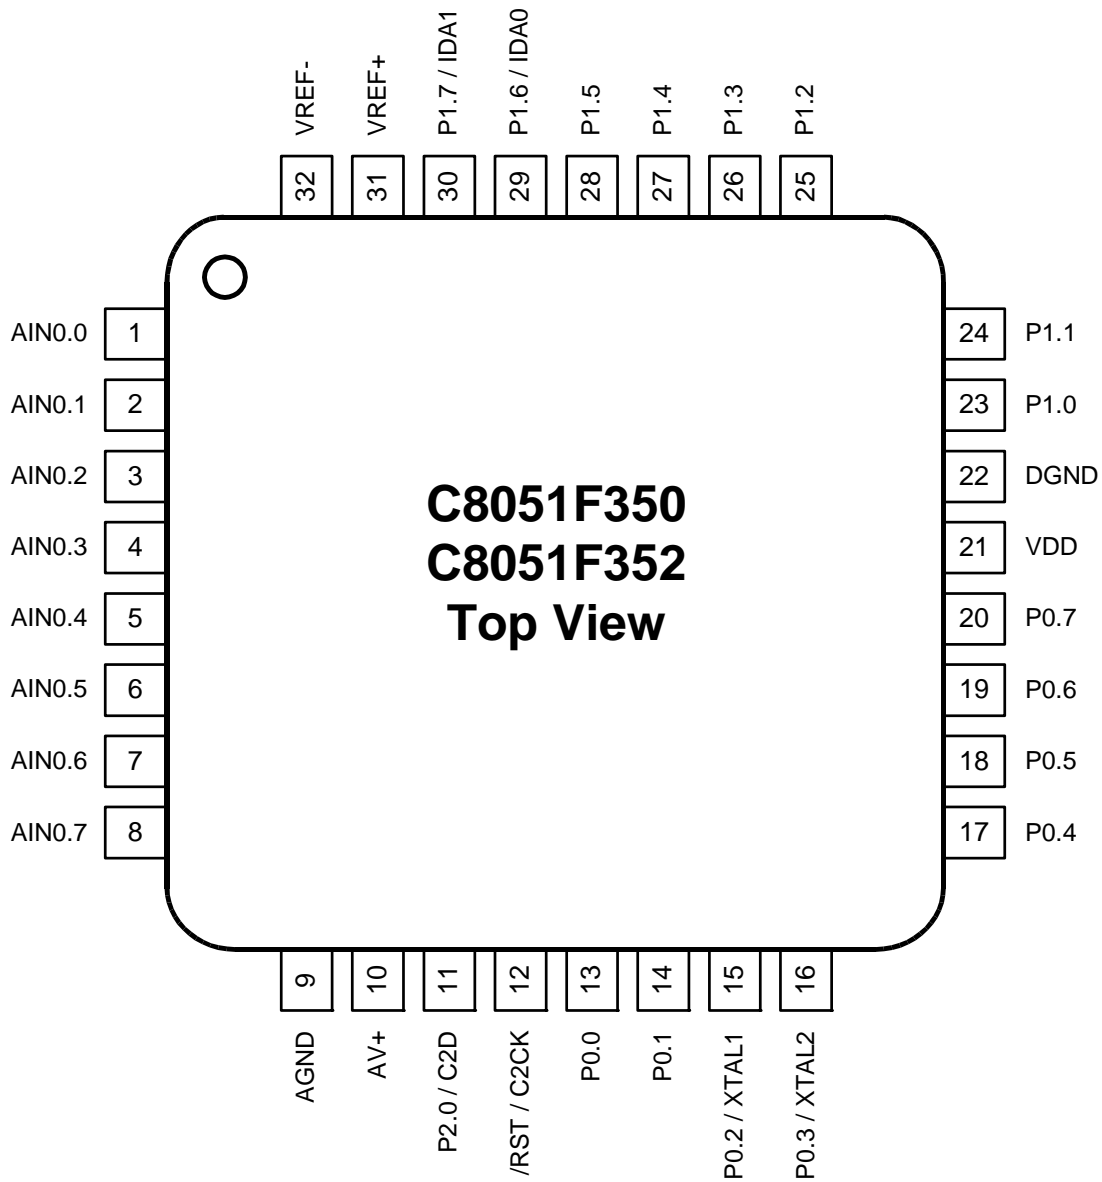 VREF-
VREF+
P1.7 / IDA1
P1.6 / IDA0
P1.5
P1.4
P1.3
P1.2
32
31
30
29
28
27
26
25
AIN0.0 1
24 P1.1
AIN0.1 2
23 P1.0
AIN0.2 3
22 DGND
AIN0.3 4
21 VDD
AIN0.4 5
20 P0.7
AIN0.5 6
19 P0.6
AIN0.6 7
18 P0.5
AIN0.7 8
17 P0.4
C8051F350
C8051F352
Top View
9
10
11
12
13
14
15
16
AGND
AV+
P2.0 / C2D
/RST / C2CK
P0.0
P0.1
P0.2 / XTAL1
P0.3 / XTAL2